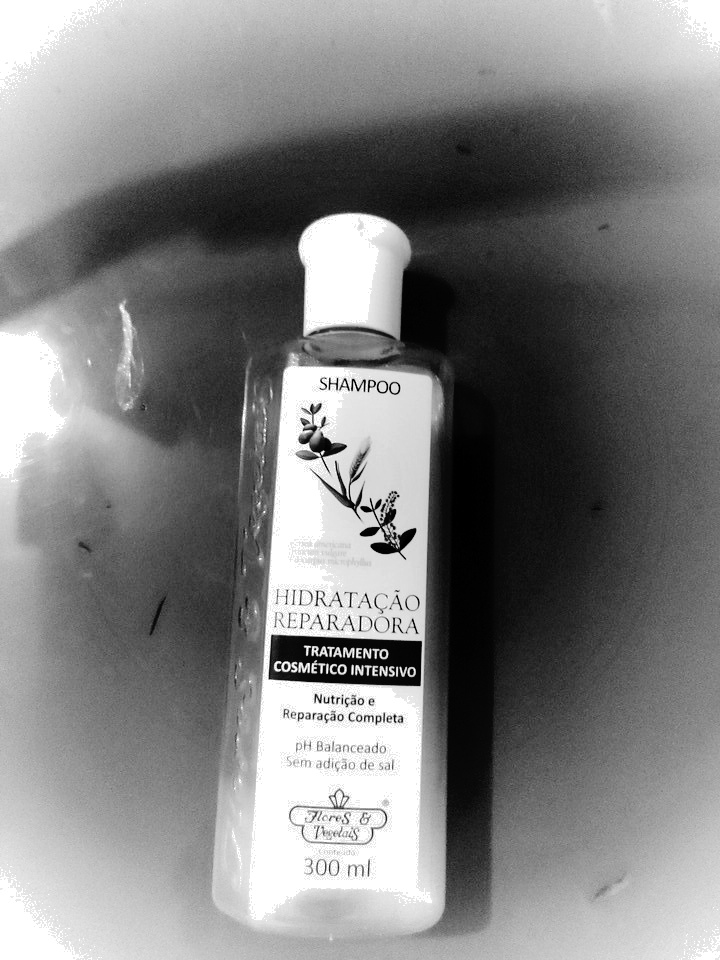 SHAMPOO
HIDRATAÇÃO
REPARADORA
TRATAMENTO
COSMÉTICO INTENSIVO
Nutrição e
Reparação Completa
pH Balanceado
Sem adição de sal
Flores &
Vegetais
Conteúdo
300 ml